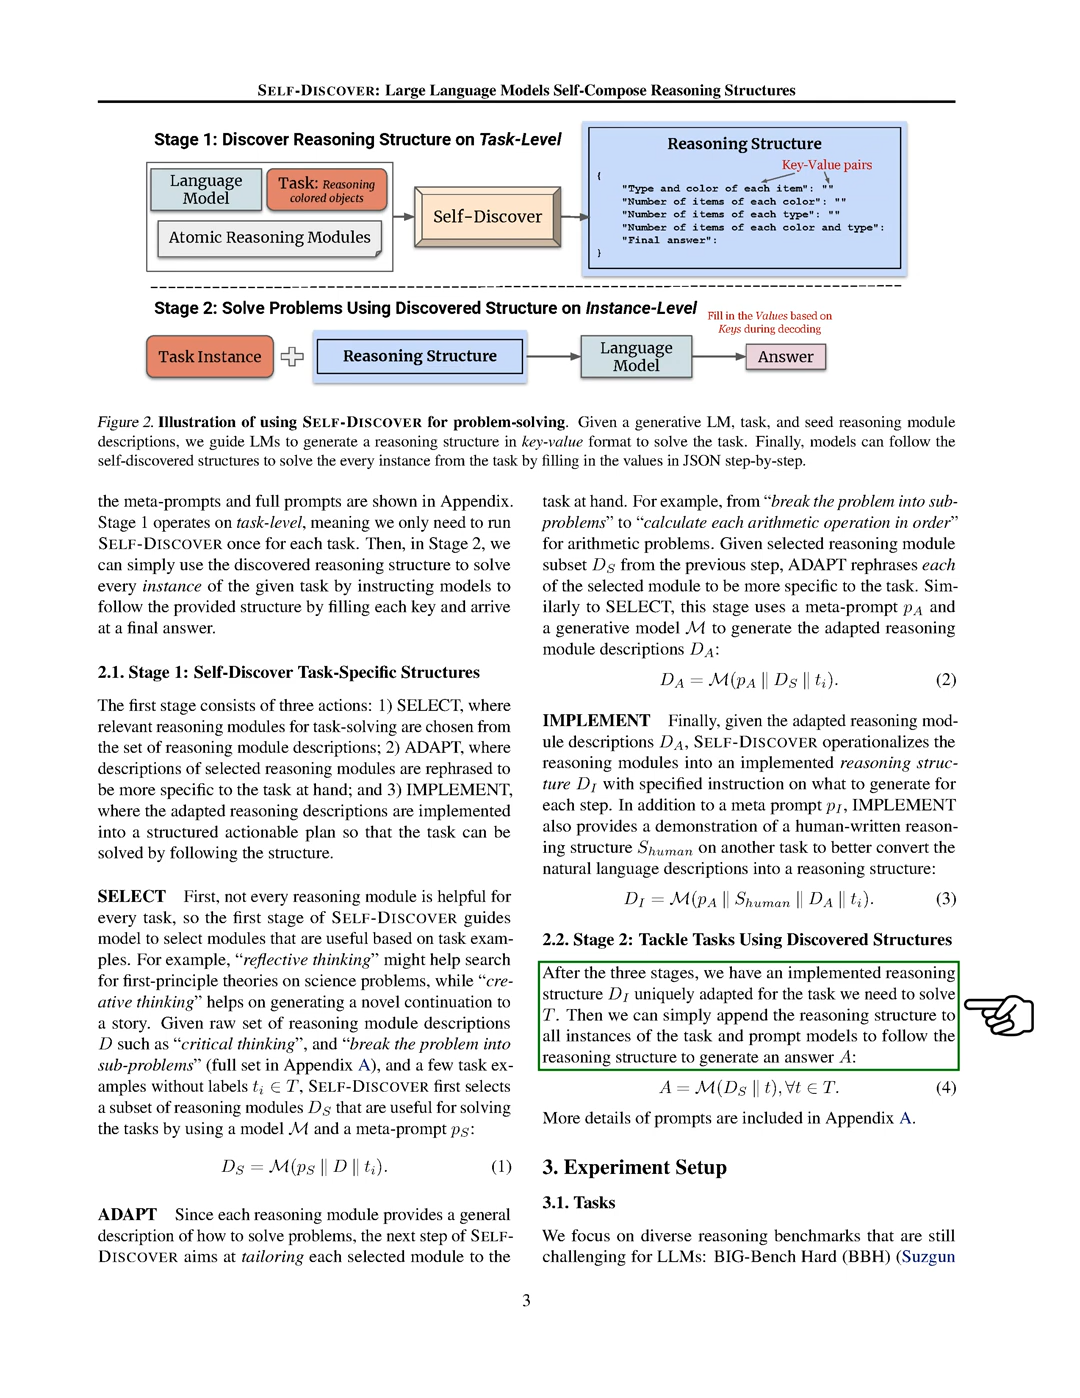 SELF-DISCOVER: Large Language Models Self-Compose Reasoning Structures
Stage 1: Discover Reasoning Structure on Task-Level
Language
Model
Task: Reasoning
colored objects
Atomic Reasoning Modules
Self-Discover
Reasoning Structure
Key-Value pairs
{
"Type and color of each item": ""
"Number of items of each color": ""
"Number of items of each type": ""
"Number of items of each color and type":
"Final answer":
}
Stage 2: Solve Problems Using Discovered Structure on Instance-Level
Fill in the Values based on
Keys during decoding
Task Instance
Reasoning Structure
Language
Model
Answer
Figure 2. Illustration of using SELF-DISCOVER for problem-solving. Given a generative LM, task, and seed reasoning module
descriptions, we guide LMs to generate a reasoning structure in key-value format to solve the task. Finally, models can follow the
self-discovered structures to solve the every instance from the task by filling in the values in JSON step-by-step.
the meta-prompts and full prompts are shown in Appendix.
Stage 1 operates on task-level, meaning we only need to run
SELF-DISCOVER once for each task. Then, in Stage 2, we
can simply use the discovered reasoning structure to solve
every instance of the given task by instructing models to
follow the provided structure by filling each key and arrive
at a final answer.
2.1. Stage 1: Self-Discover Task-Specific Structures
The first stage consists of three actions: 1) SELECT, where
relevant reasoning modules for task-solving are chosen from
the set of reasoning module descriptions; 2) ADAPT, where
descriptions of selected reasoning modules are rephrased to
be more specific to the task at hand; and 3) IMPLEMENT,
where the adapted reasoning descriptions are implemented
into a structured actionable plan so that the task can be
solved by following the structure.
SELECT First, not every reasoning module is helpful for
every task, so the first stage of SELF-DISCOVER guides
model to select modules that are useful based on task exam-
ples. For example, “reflective thinking” might help search
for first-principle theories on science problems, while “cre-
ative thinking” helps on generating a novel continuation to
a story. Given raw set of reasoning module descriptions
D such as “critical thinking”, and “break the problem into
sub-problems” (full set in Appendix A), and a few task ex-
amples without labels t_i ∈ T, SELF-DISCOVER first selects
a subset of reasoning modules D_S that are useful for solving
the tasks by using a model M and a meta-prompt p_S:
D_S = M(p_S ∥ D ∥ t_i). (1)
ADAPT Since each reasoning module provides a general
description of how to solve problems, the next step of SELF-
DISCOVER aims at tailoring each selected module to the
task at hand. For example, from “break the problem into sub-
problems” to “calculate each arithmetic operation in order”
for arithmetic problems. Given selected reasoning module
subset D_S from the previous step, ADAPT rephrases each
of the selected module to be more specific to the task. Sim-
ilarly to SELECT, this stage uses a meta-prompt p_A and
a generative model M to generate the adapted reasoning
module descriptions D_A:
D_A = M(p_A ∥ D_S ∥ t_i). (2)
IMPLEMENT Finally, given the adapted reasoning mod-
ule descriptions D_A, SELF-DISCOVER operationalizes the
reasoning modules into an implemented reasoning struc-
ture D_I with specified instruction on what to generate for
each step. In addition to a meta prompt p_I, IMPLEMENT
also provides a demonstration of a human-written reason-
ing structure S_human on another task to better convert the
natural language descriptions into a reasoning structure:
D_I = M(p_A ∥ S_human ∥ D_A ∥ t_i). (3)
2.2. Stage 2: Tackle Tasks Using Discovered Structures
After the three stages, we have an implemented reasoning
structure D_I uniquely adapted for the task we need to solve
T. Then we can simply append the reasoning structure to
all instances of the task and prompt models to follow the
reasoning structure to generate an answer A:
A = M(D_S ∥ t), ∀t ∈ T. (4)
More details of prompts are included in Appendix A.
3. Experiment Setup
3.1. Tasks
We focus on diverse reasoning benchmarks that are still
challenging for LLMs: BIG-Bench Hard (BBH) (Suzgun
3